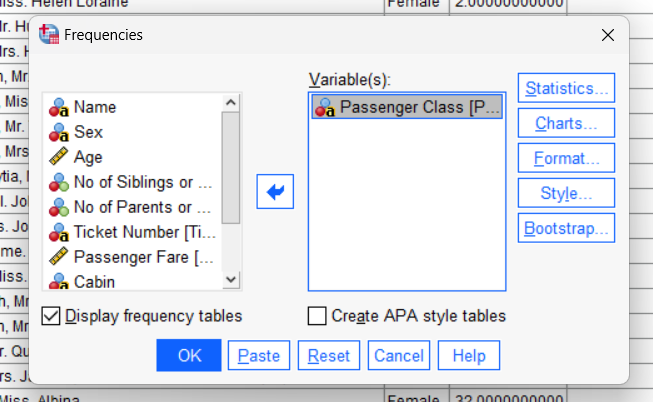 Miss. Helen Loraine
Female
2.0000000000
Frequencies
Variable(s):
Name
Sex
Age
No of Siblings or ...
No of Parents or ...
Ticket Number [Ti...
Passenger Fare [...
Cabin
Passenger Class [P...
Statistics...
Charts...
Format...
Style...
Bootstrap...
Display frequency tables
Create APA style tables
OK
Paste
Reset
Cancel
Help
Miss. Albina
Female
32.0000000000